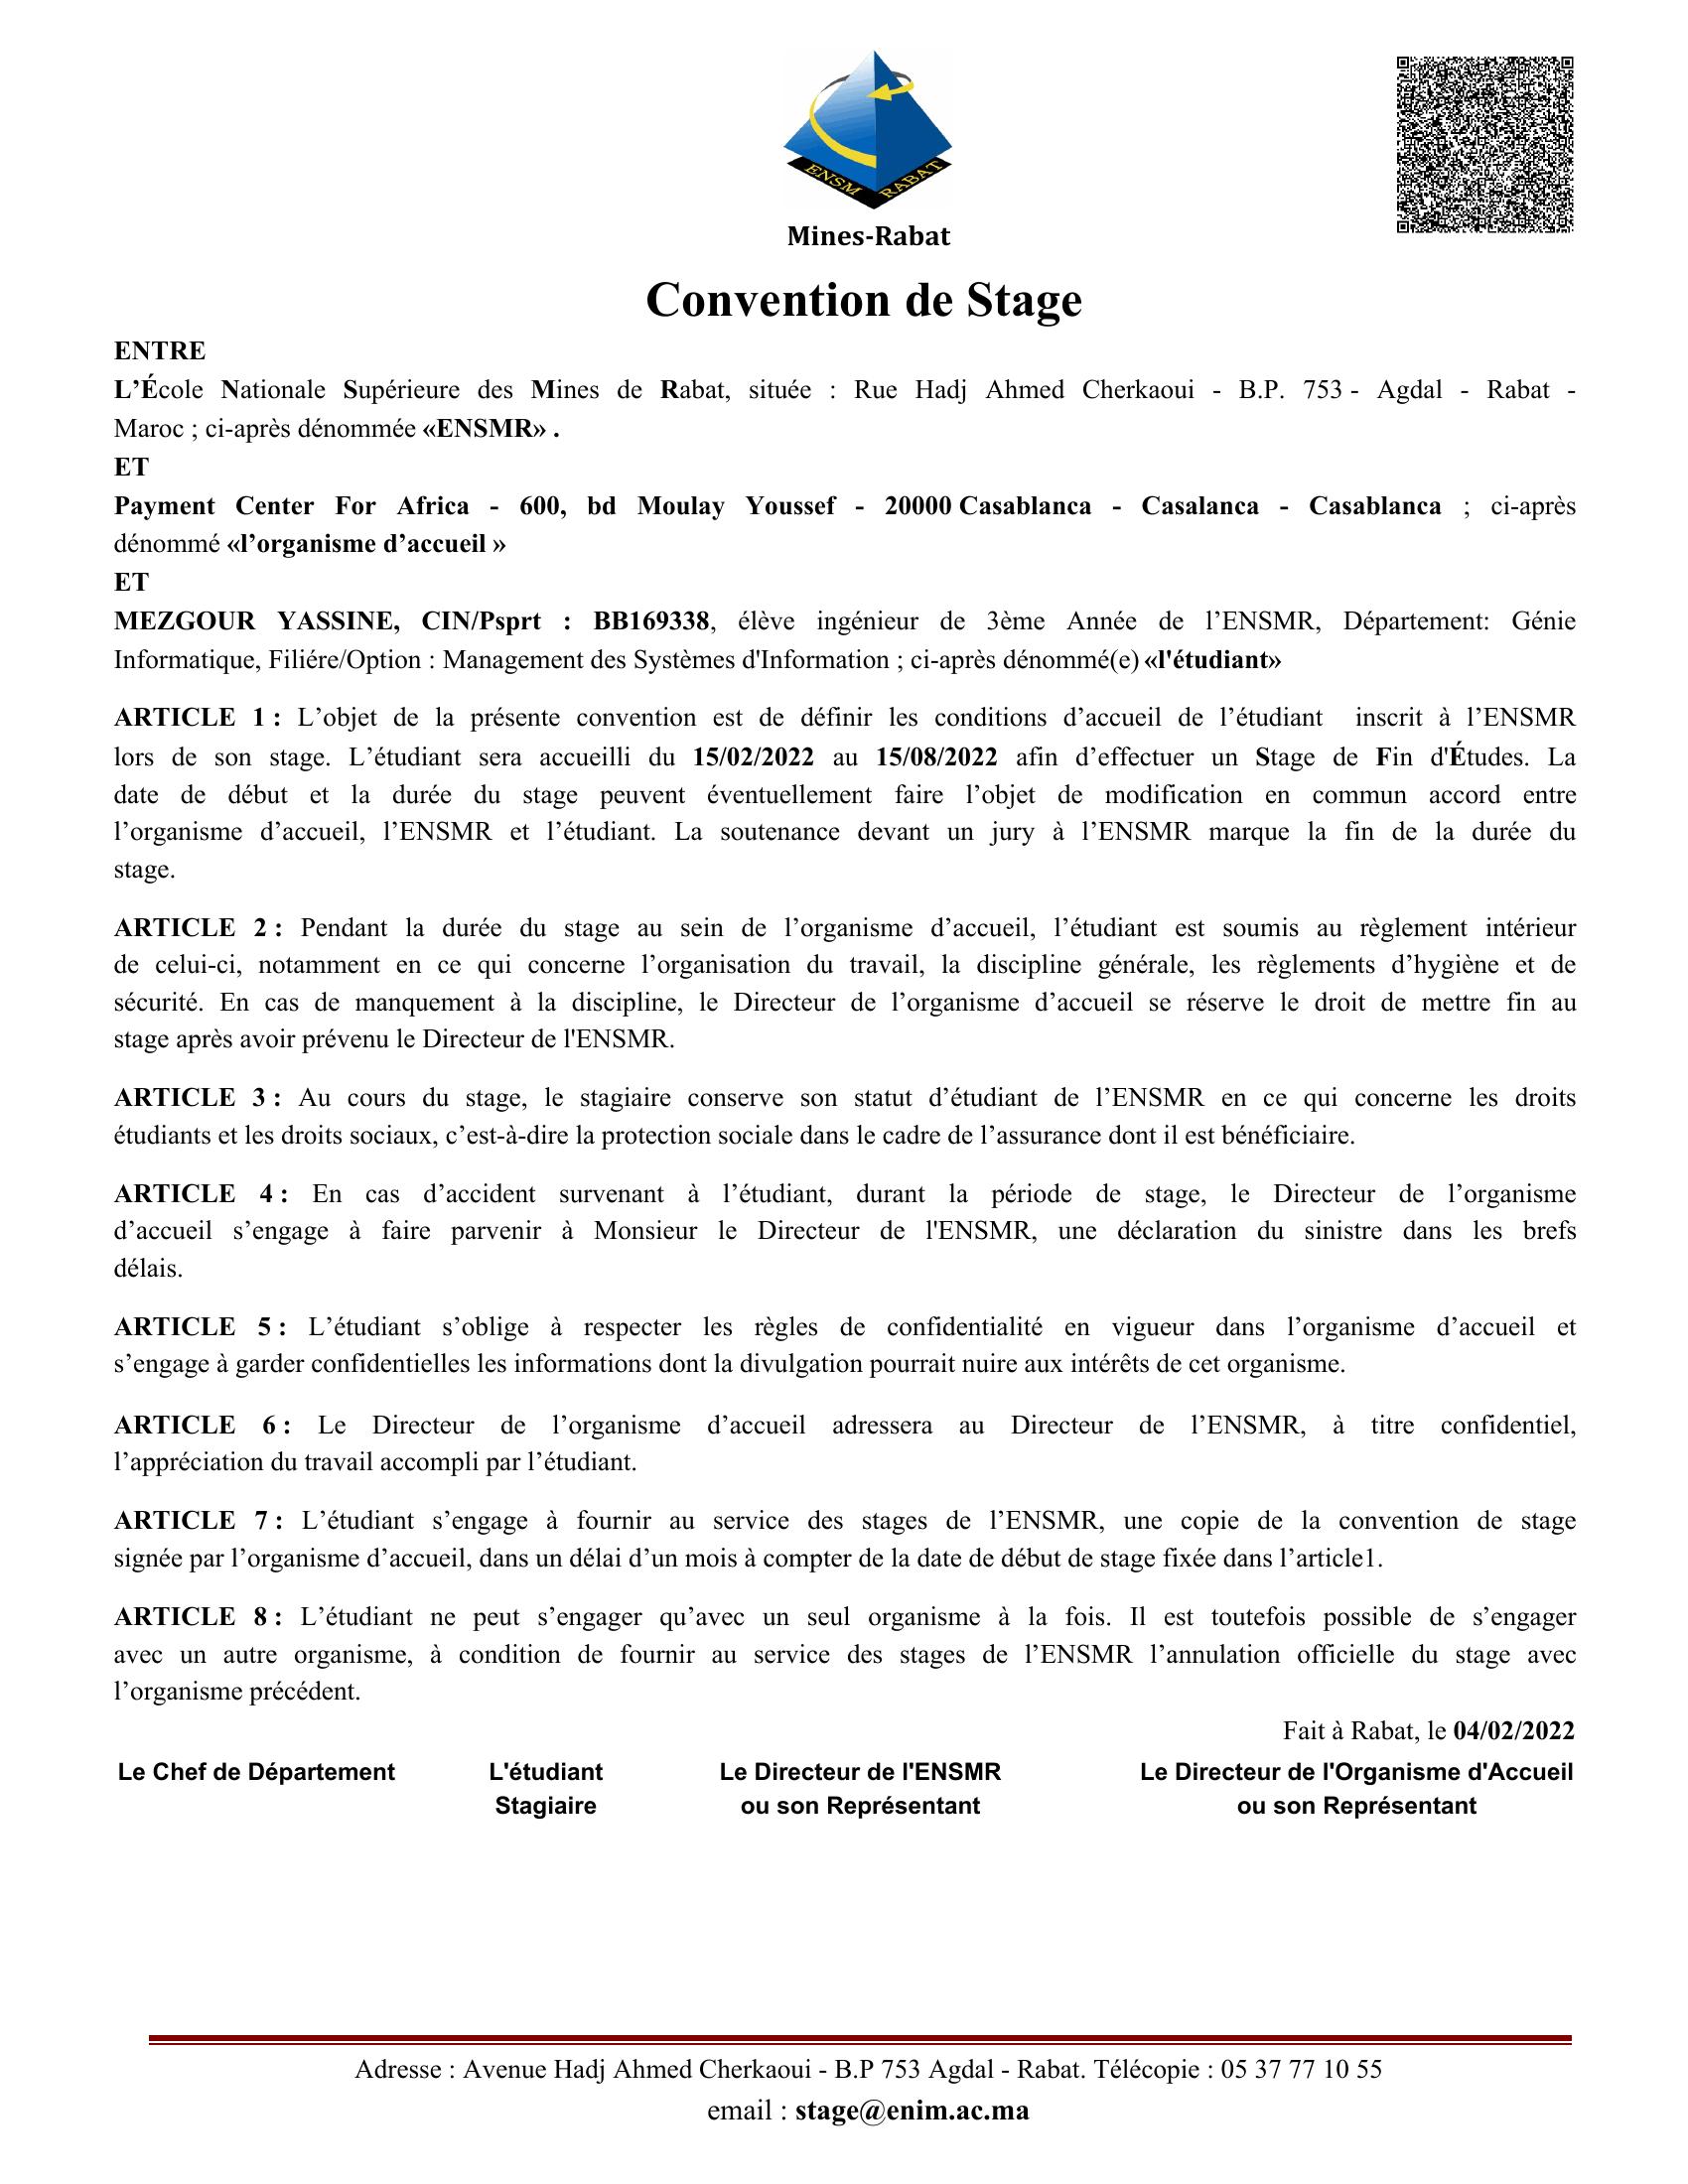 ENSM RABAT
Mines-Rabat
Convention de Stage
ENTRE
L’École Nationale Supérieure des Mines de Rabat, située : Rue Hadj Ahmed Cherkaoui - B.P. 753 - Agdal - Rabat -
Maroc ; ci-après dénommée «ENSMR» .
ET
Payment Center For Africa - 600, bd Moulay Youssef - 20000 Casablanca - Casalanca - Casablanca ; ci-après
dénommé «l’organisme d’accueil »
ET
MEZGOUR YASSINE, CIN/Psprt : BB169338, élève ingénieur de 3ème Année de l’ENSMR, Département: Génie
Informatique, Filiére/Option : Management des Systèmes d'Information ; ci-après dénommé(e) «l'étudiant»
ARTICLE 1 : L’objet de la présente convention est de définir les conditions d’accueil de l’étudiant inscrit à l’ENSMR
lors de son stage. L’étudiant sera accueilli du 15/02/2022 au 15/08/2022 afin d’effectuer un Stage de Fin d'Études. La
date de début et la durée du stage peuvent éventuellement faire l’objet de modification en commun accord entre
l’organisme d’accueil, l’ENSMR et l’étudiant. La soutenance devant un jury à l’ENSMR marque la fin de la durée du
stage.
ARTICLE 2 : Pendant la durée du stage au sein de l’organisme d’accueil, l’étudiant est soumis au règlement intérieur
de celui-ci, notamment en ce qui concerne l’organisation du travail, la discipline générale, les règlements d’hygiène et de
sécurité. En cas de manquement à la discipline, le Directeur de l’organisme d’accueil se réserve le droit de mettre fin au
stage après avoir prévenu le Directeur de l'ENSMR.
ARTICLE 3 : Au cours du stage, le stagiaire conserve son statut d’étudiant de l’ENSMR en ce qui concerne les droits
étudiants et les droits sociaux, c’est-à-dire la protection sociale dans le cadre de l’assurance dont il est bénéficiaire.
ARTICLE 4 : En cas d’accident survenant à l’étudiant, durant la période de stage, le Directeur de l’organisme
d’accueil s’engage à faire parvenir à Monsieur le Directeur de l'ENSMR, une déclaration du sinistre dans les brefs
délais.
ARTICLE 5 : L’étudiant s’oblige à respecter les règles de confidentialité en vigueur dans l’organisme d’accueil et
s’engage à garder confidentielles les informations dont la divulgation pourrait nuire aux intérêts de cet organisme.
ARTICLE 6 : Le Directeur de l’organisme d’accueil adressera au Directeur de l’ENSMR, à titre confidentiel,
l’appréciation du travail accompli par l’étudiant.
ARTICLE 7 : L’étudiant s’engage à fournir au service des stages de l’ENSMR, une copie de la convention de stage
signée par l’organisme d’accueil, dans un délai d’un mois à compter de la date de début de stage fixée dans l’article1.
ARTICLE 8 : L’étudiant ne peut s’engager qu’avec un seul organisme à la fois. Il est toutefois possible de s’engager
avec un autre organisme, à condition de fournir au service des stages de l’ENSMR l’annulation officielle du stage avec
l’organisme précédent.
Fait à Rabat, le 04/02/2022
Le Chef de Département L'étudiant Le Directeur de l'ENSMR Le Directeur de l'Organisme d'Accueil
Stagiaire ou son Représentant ou son Représentant
Adresse : Avenue Hadj Ahmed Cherkaoui - B.P 753 Agdal - Rabat. Télécopie : 05 37 77 10 55
email : stage@enim.ac.ma